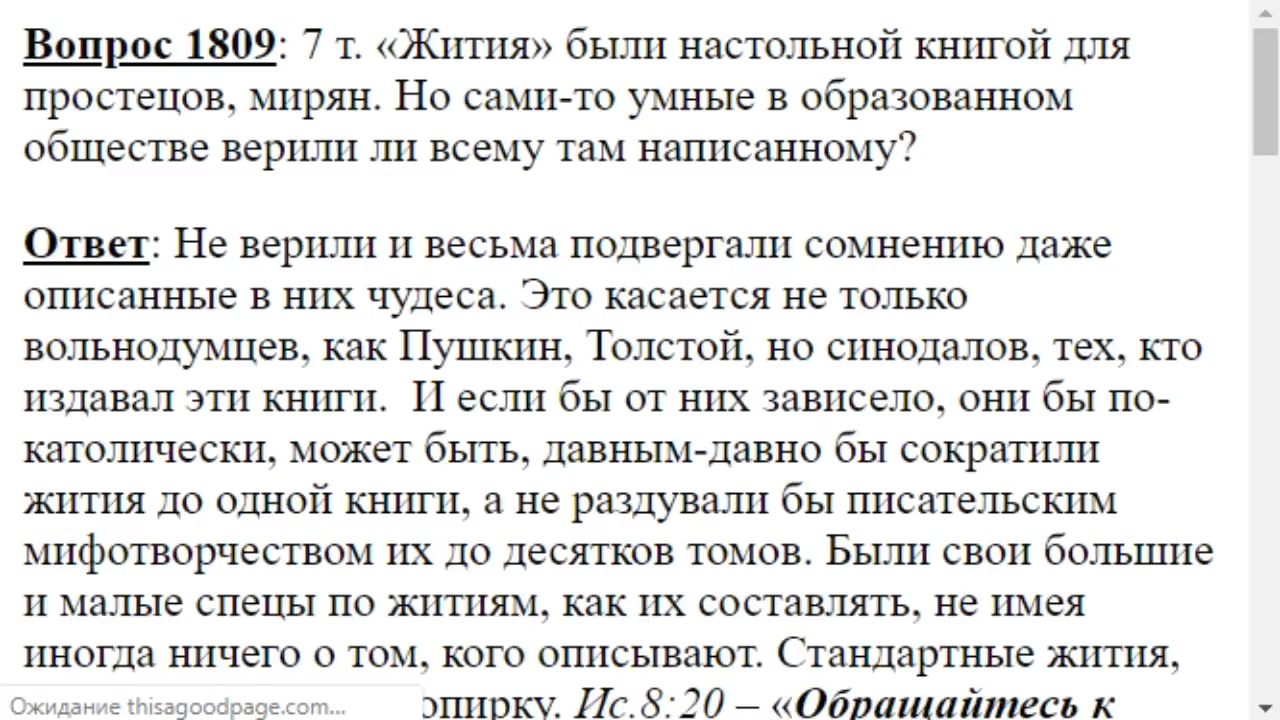 Вопрос 1809: 7 т. «Жития» были настольной книгой для
простецов, мирян. Но сами-то умные в образованном
обществе верили ли всему там написанному?
Ответ: Не верили и весьма подвергали сомнению даже
описанные в них чудеса. Это касается не только
вольнодумцев, как Пушкин, Толстой, но синодалов, тех, кто
издавал эти книги.  И если бы от них зависело, они бы по-
католически, может быть, давным-давно бы сократили
жития до одной книги, а не раздували бы писательским
мифотворчеством их до десятков томов. Были свои большие
и малые спецы по житиям, как их составлять, не имея
иногда ничего о том, кого описывают. Стандартные жития,
опирку. Ис.8:20 – «Обращайтесь к
Ожидание thisagoodpage.com...